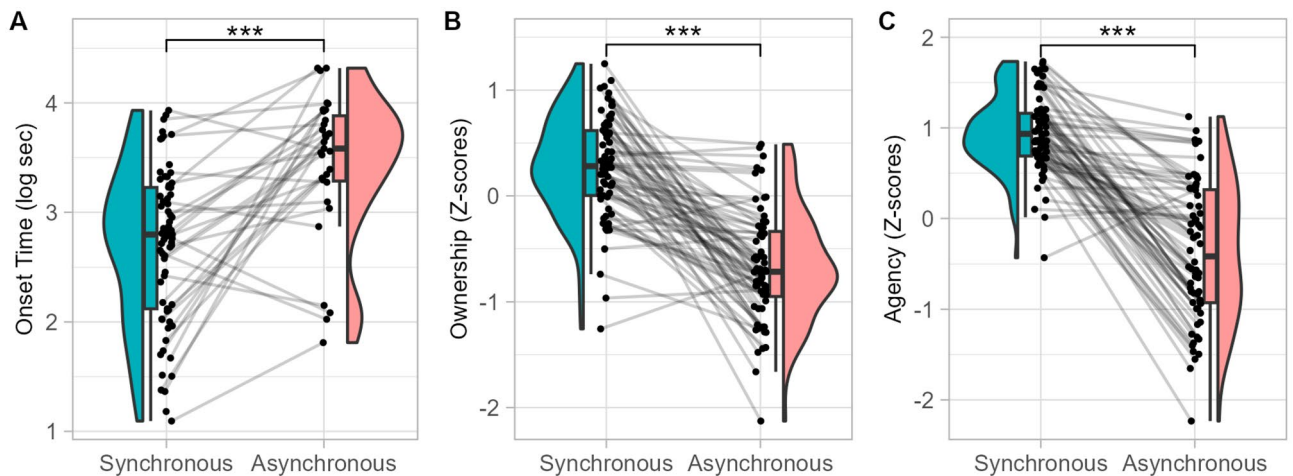 A
***
Onset Time (log sec)
4
3
2
1
Synchronous
Asynchronous
B
***
Ownership (Z-scores)
1
0
-1
-2
Synchronous
Asynchronous
C
***
Agency (Z-scores)
2
1
0
-1
-2
Synchronous
Asynchronous